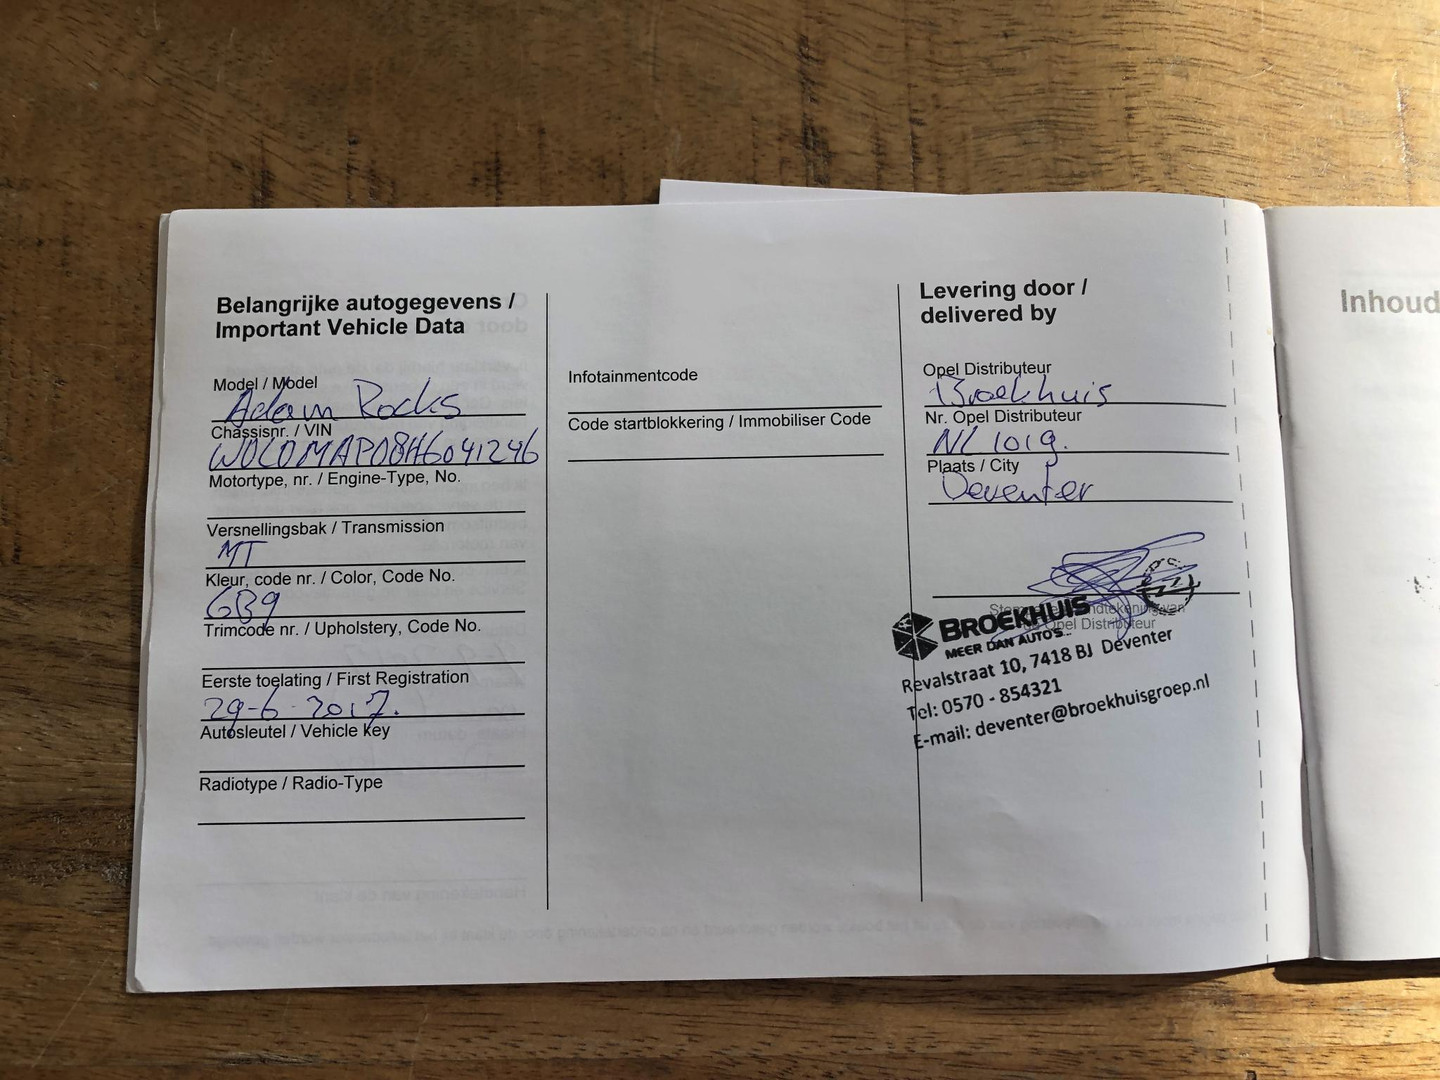 Belangrijke autogegevens /
Important Vehicle Data
Model / Model
Adam Rocks
Chassisnr. / VIN
W0L0MAP08H6041246
Motortype, nr. / Engine-Type, No.
Versnellingsbak / Transmission
MT
Kleur, code nr. / Color, Code No.
GB9
Trimcode nr. / Upholstery, Code No.
Eerste toelating / First Registration
29-6-2017.
Autosleutel / Vehicle key
Radiotype / Radio-Type
Infotainmentcode
Code startblokkering / Immobiliser Code
Levering door /
delivered by
Opel Distributeur
Broekhuis
Nr. Opel Distributeur
NL 1019.
Plaats / City
Deventer
Opel Distributeur
BROEKHUIS
MEER DAN AUTO'S...
Revalstraat 10, 7418 BJ Deventer
Tel: 0570 - 854321
E-mail: deventer@broekhuisgroep.nl
Inhoud